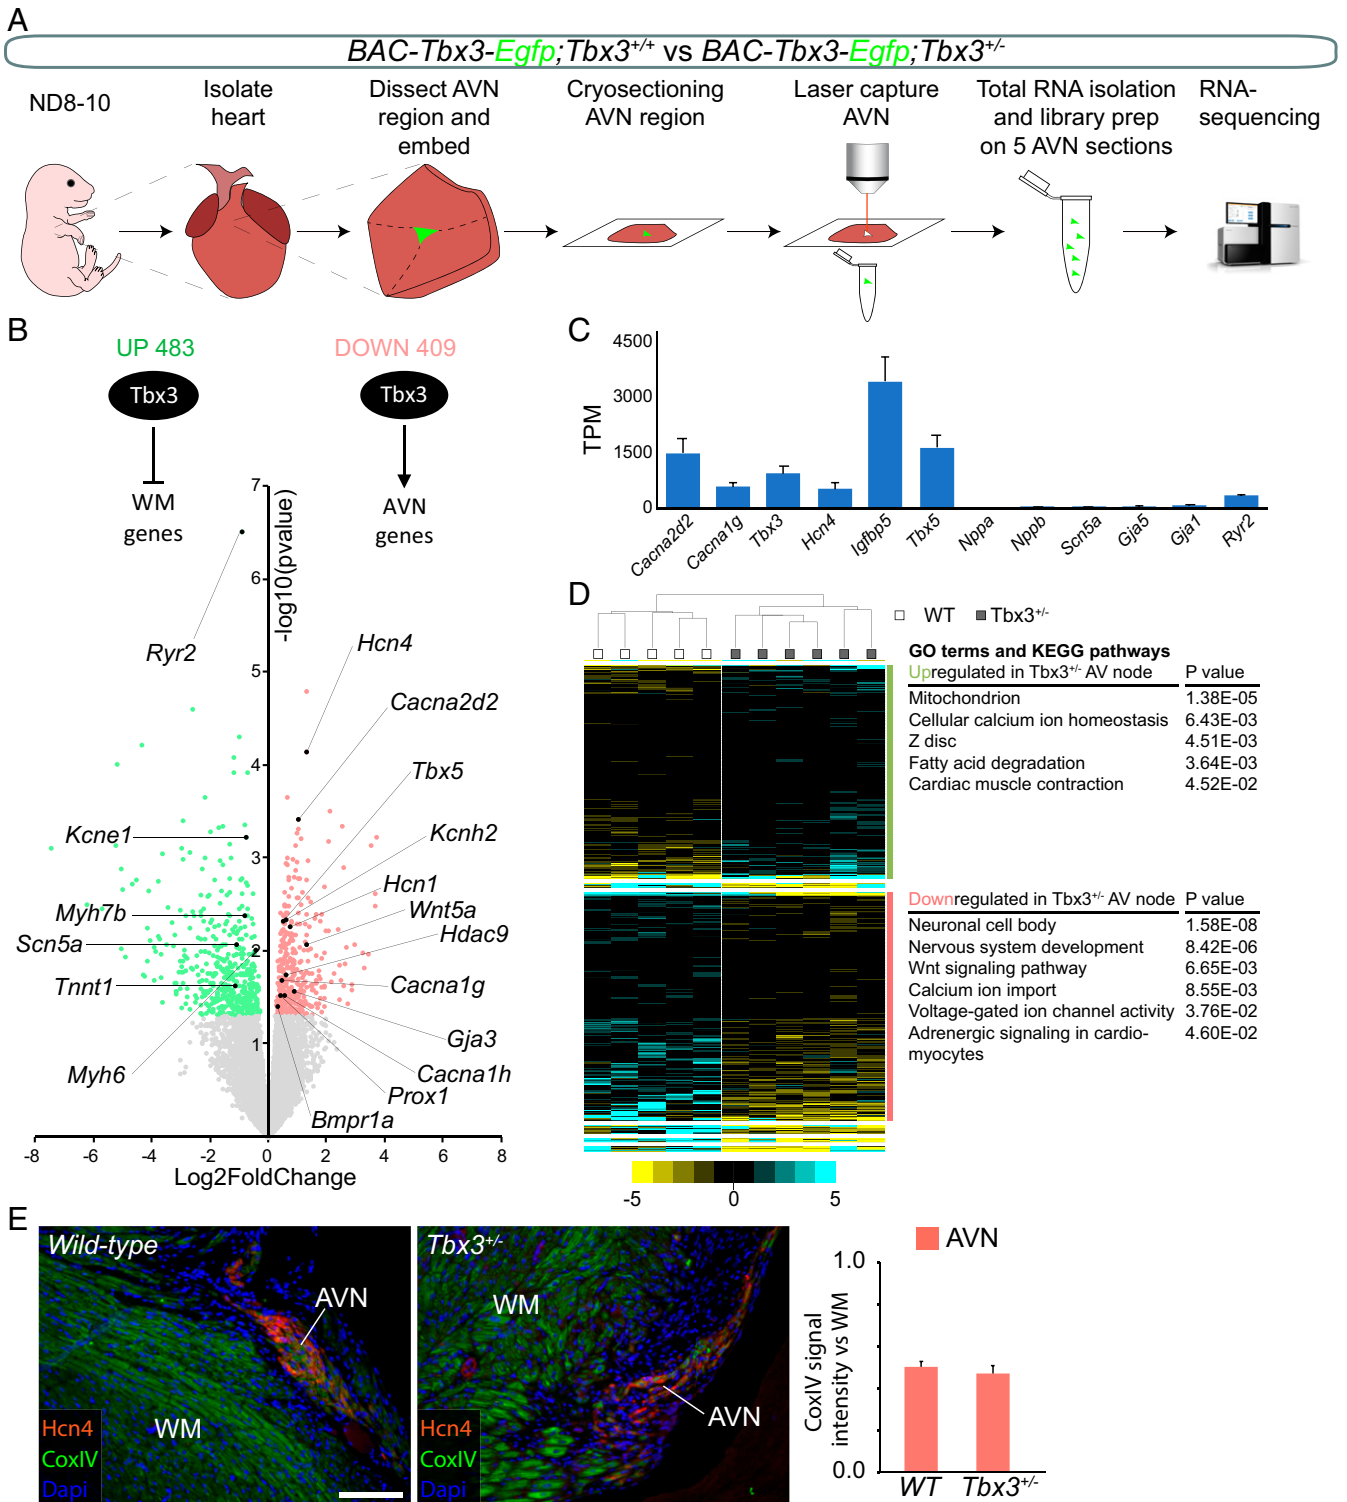 A
BAC-Tbx3-Egfp;Tbx3+/+ vs BAC-Tbx3-Egfp;Tbx3+/-
ND8-10
Isolate
heart
Dissect AVN
region and
embed
Cryosectioning
AVN region
Laser capture
AVN
Total RNA isolation
and library prep
on 5 AVN sections
RNA-
sequencing
B
UP 483
DOWN 409
Tbx3
Tbx3
WM
genes
AVN
genes
7
6
5
4
3
2
1
-log10(pvalue)
Ryr2
Hcn4
Cacna2d2
Tbx5
Kcne1
Kcnh2
Hcn1
Myh7b
Wnt5a
Scn5a
Hdac9
Tnnt1
Cacna1g
Gja3
Myh6
Cacna1h
Prox1
Bmpr1a
-8 -6 -4 -2 0 2 4 6 8
Log2FoldChange
C
TPM
4500
3000
1500
0
Cacna2d2 Cacna1g Tbx3 Hcn4 Igfbp5 Tbx5 Nppa Nppb Scn5a Gja5 Gja1 Ryr2
D
WT Tbx3+/-
GO terms and KEGG pathways
Upregulated in Tbx3+/- AV node P value
Mitochondrion 1.38E-05
Cellular calcium ion homeostasis 6.43E-03
Z disc 4.51E-03
Fatty acid degradation 3.64E-03
Cardiac muscle contraction 4.52E-02
Downregulated in Tbx3+/- AV node P value
Neuronal cell body 1.58E-08
Nervous system development 8.42E-06
Wnt signaling pathway 6.65E-03
Calcium ion import 8.55E-03
Voltage-gated ion channel activity 3.76E-02
Adrenergic signaling in cardio- 4.60E-02
myocytes
-5 0 5
E
Wild-type
AVN
WM
Hcn4
CoxIV
Dapi
Tbx3+/-
WM
AVN
Hcn4
CoxIV
Dapi
AVN
CoxIV signal
intensity vs WM
1.0
0.0
WT Tbx3+/-